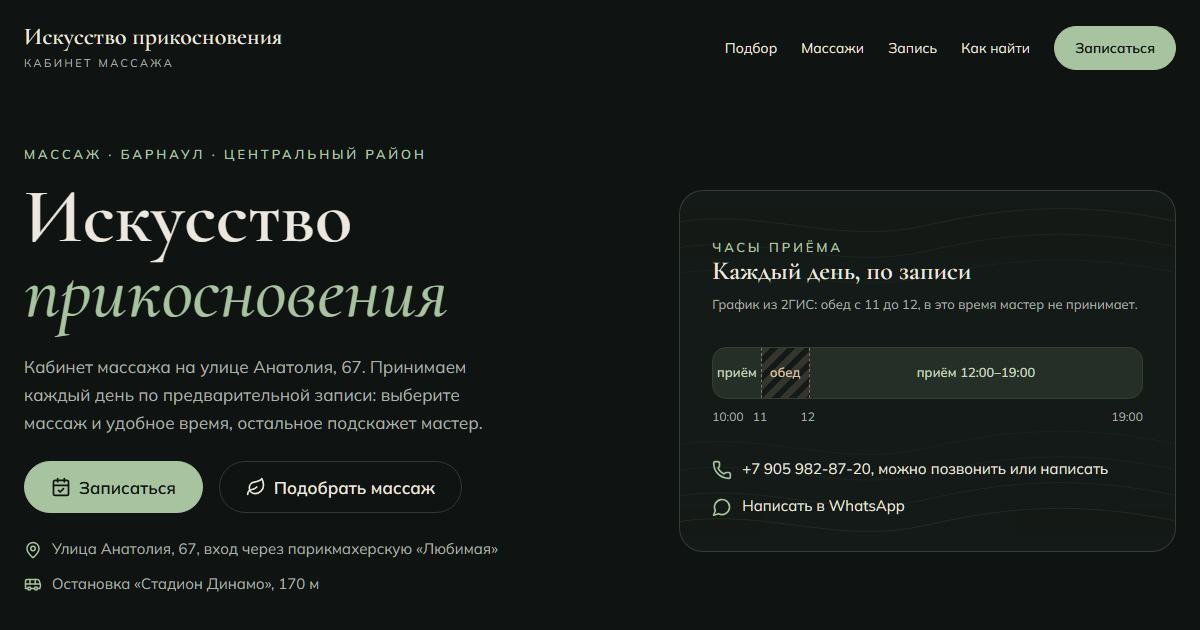 Искусство прикосновения
КАБИНЕТ МАССАЖА
Подбор
Массажи
Запись
Как найти
Записаться
МАССАЖ · БАРНАУЛ · ЦЕНТРАЛЬНЫЙ РАЙОН
Искусство
прикосновения
Кабинет массажа на улице Анатолия, 67. Принимаем
каждый день по предварительной записи: выберите
массаж и удобное время, остальное подскажет мастер.
Записаться
Подобрать массаж
Улица Анатолия, 67, вход через парикмахерскую «Любимая»
Остановка «Стадион Динамо», 170 м
ЧАСЫ ПРИЁМА
Каждый день, по записи
График из 2ГИС: обед с 11 до 12, в это время мастер не принимает.
приём
обед
приём 12:00–19:00
10:00
11
12
19:00
+7 905 982-87-20, можно позвонить или написать
Написать в WhatsApp